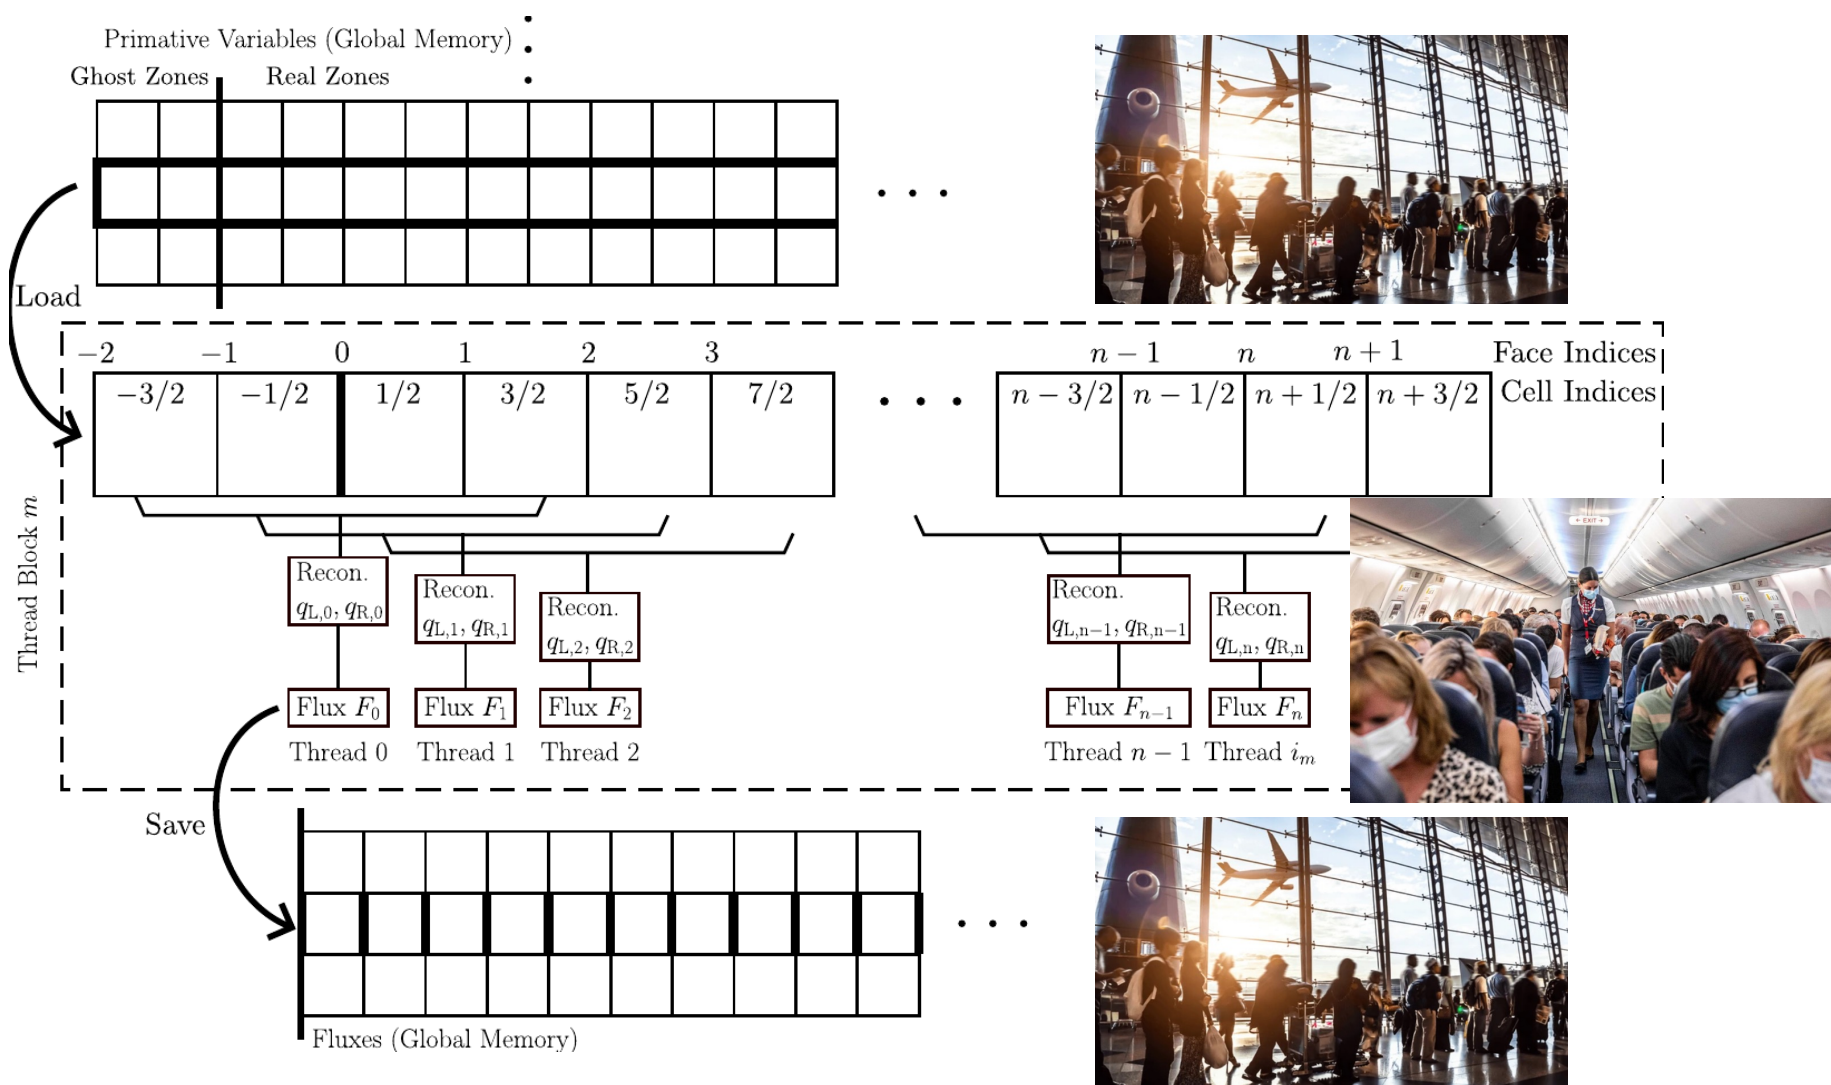 Primative Variables (Global Memory)
Ghost Zones Real Zones
Load
−2 −1 0 1 2 3 n − 1 n n + 1 Face Indices
−3/2 −1/2 1/2 3/2 5/2 7/2 n − 3/2 n − 1/2 n + 1/2 n + 3/2 Cell Indices
Thread Block m
Recon.
q_{L,0}, q_{R,0}
Recon.
q_{L,1}, q_{R,1}
Recon.
q_{L,2}, q_{R,2}
Recon.
q_{L,n−1}, q_{R,n−1}
Recon.
q_{L,n}, q_{R,n}
Flux F_0 Flux F_1 Flux F_2 Flux F_{n−1} Flux F_n
Thread 0 Thread 1 Thread 2 Thread n − 1 Thread i_m
Save
Fluxes (Global Memory)
← EXIT →